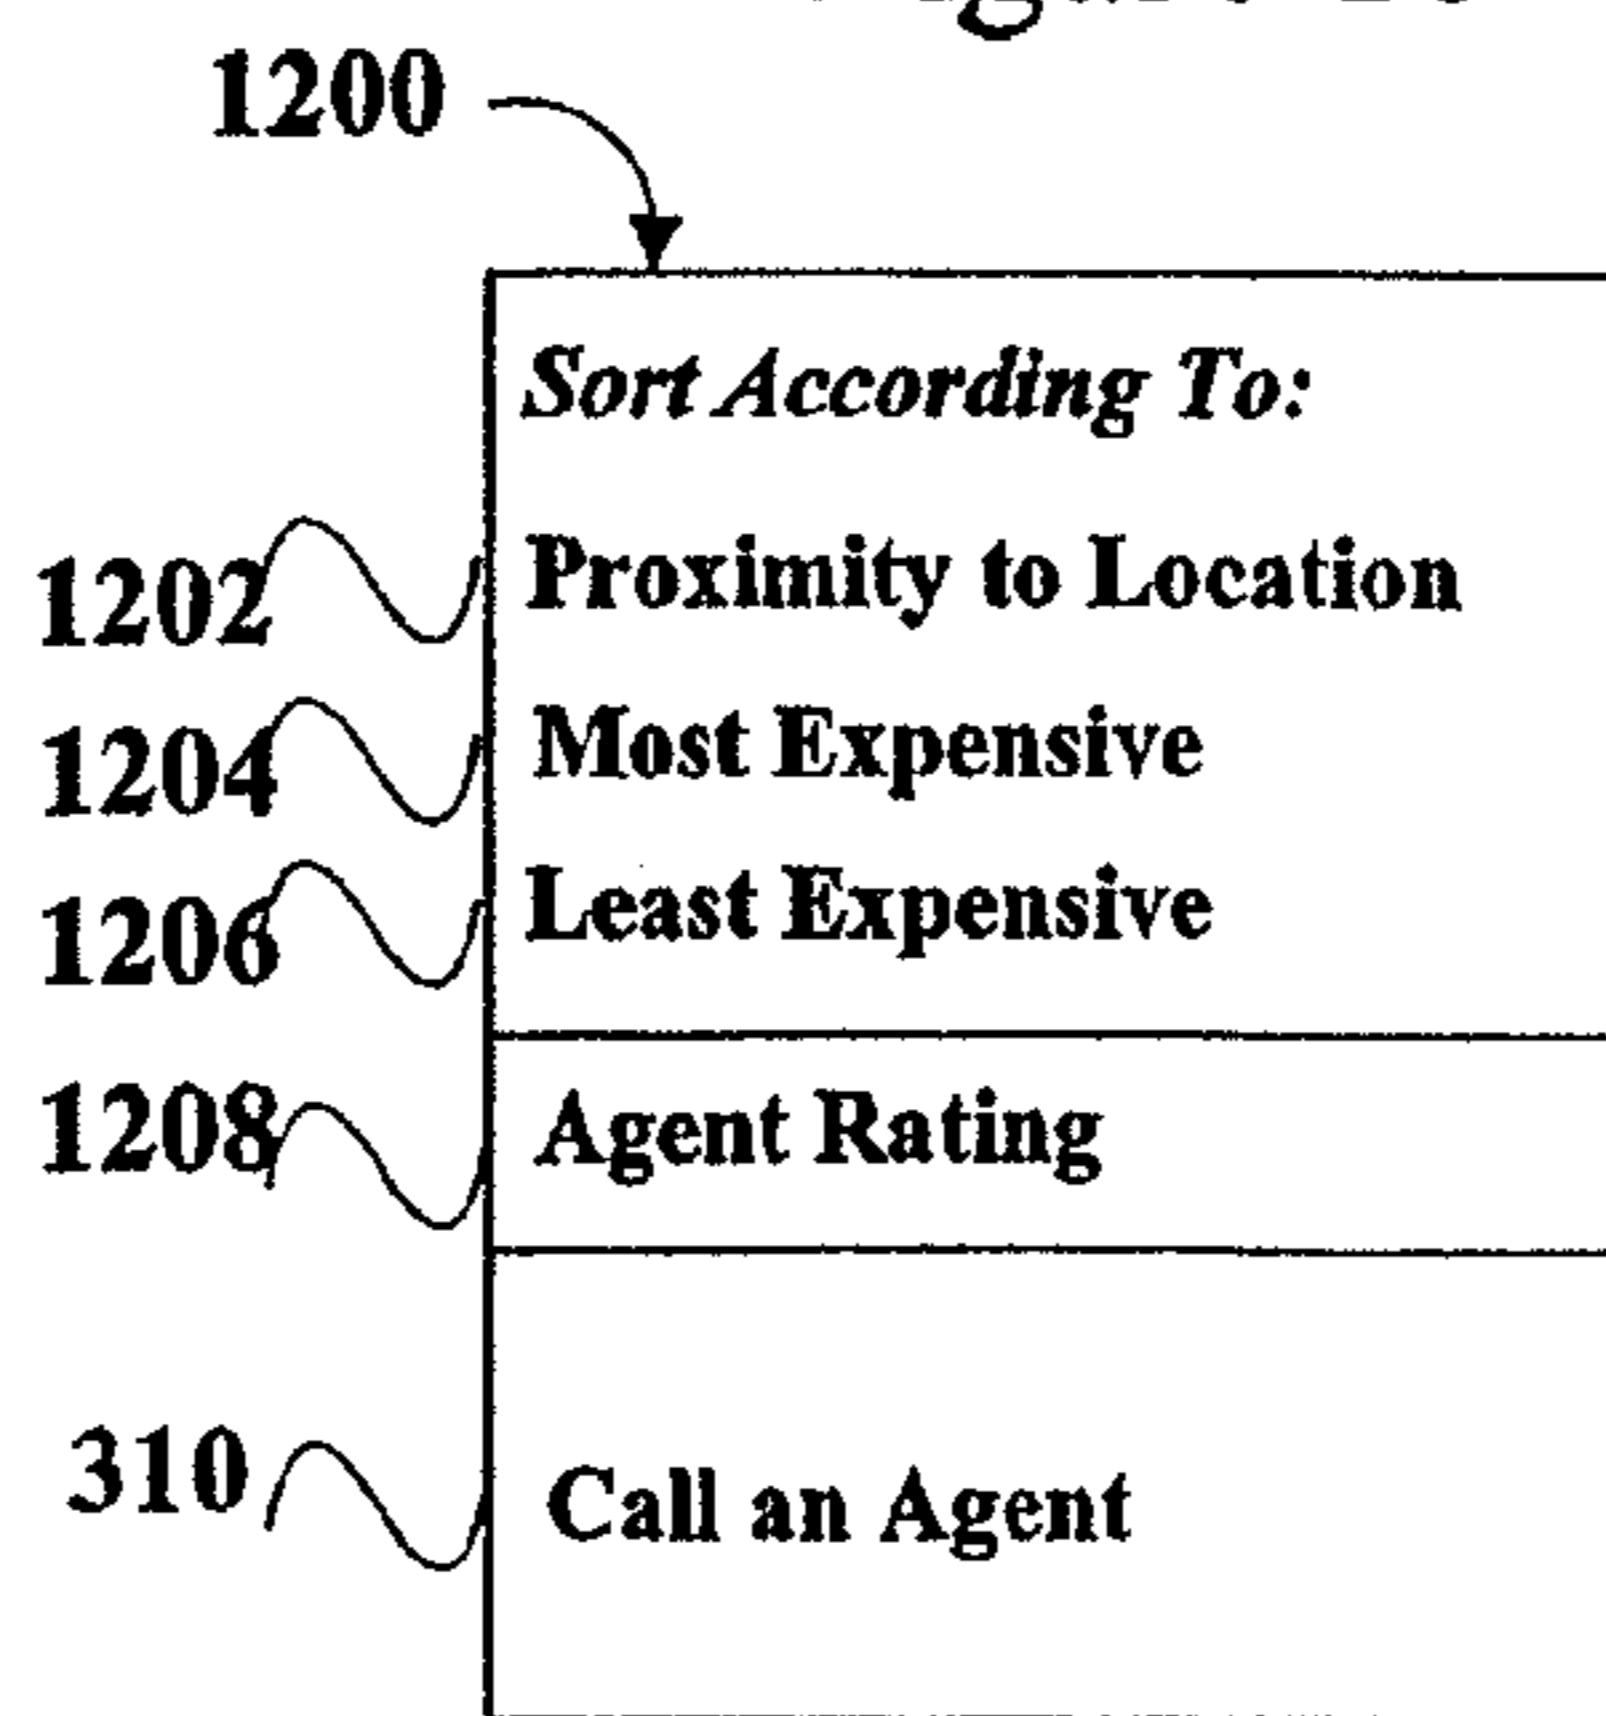 1200
Sort According To:
1202 Proximity to Location
1204 Most Expensive
1206 Least Expensive
1208 Agent Rating
310 Call an Agent